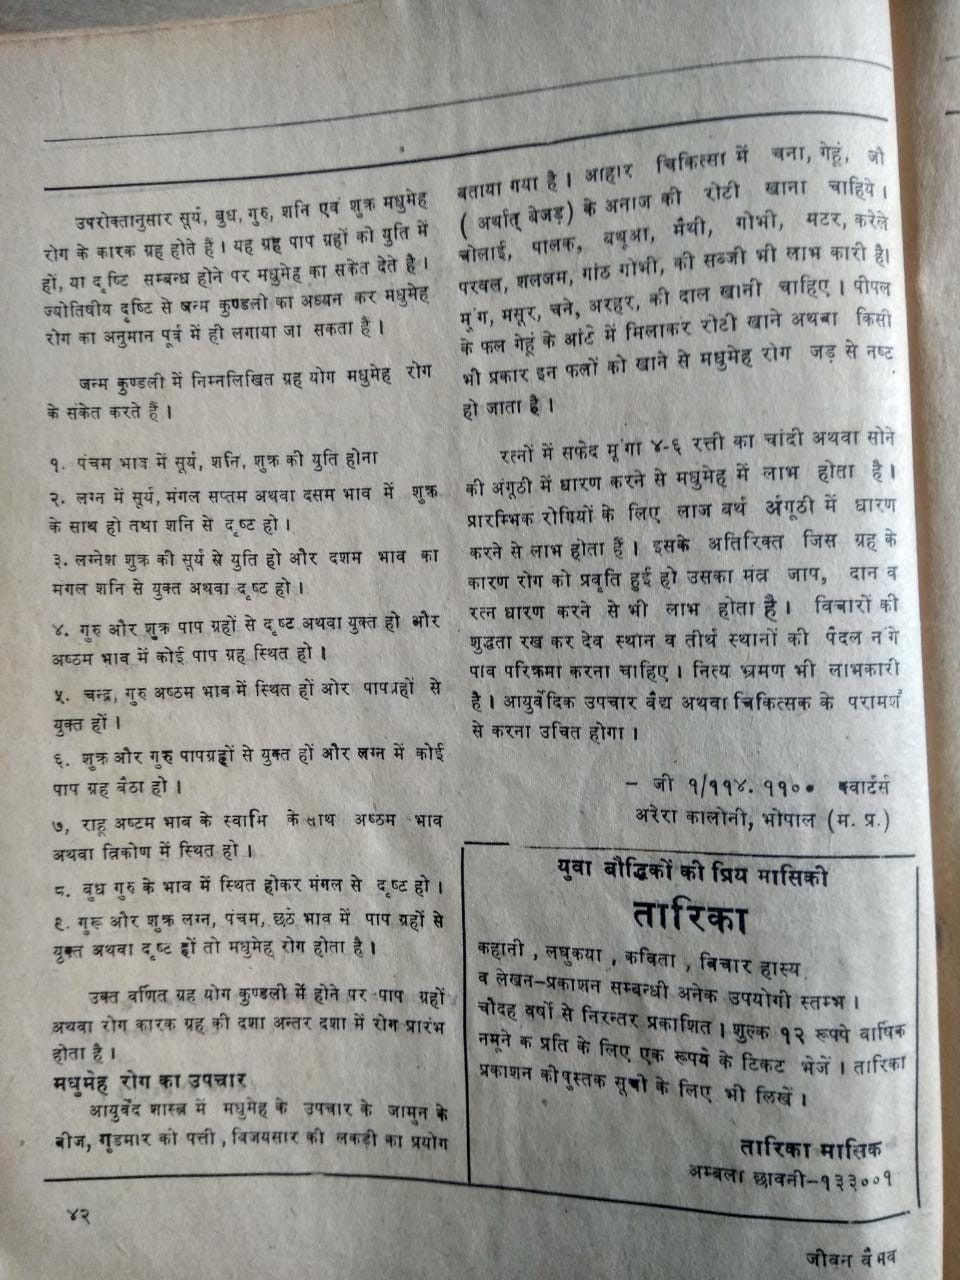 उपरोक्तानुसार सूर्य, बुध, गुरु, शनि एवं शुक्र मधुमेह
रोग के कारक ग्रह होते हैं । यह ग्रह पाप ग्रहों को युति में
हों, या दृष्टि सम्बन्ध होने पर मधुमेह का सकेत देते है ।
ज्योतिषीय दृष्टि से जन्म कुण्डली का अध्यन कर मधुमेह
रोग का अनुमान पूर्व में ही लगाया जा सकता है ।
जन्म कुण्डली में निम्नलिखित ग्रह योग मधुमेह रोग
के संकेत करते हैं ।
१. पंचम भाव में सूर्य, शनि, शुक्र की युति होना
२. लग्न में सूर्य, मंगल सप्तम अथवा दसम भाव में शुक्र
के साथ हो तथा शनि से दृष्ट हो ।
३. लग्नेश शुक्र की सूर्य से युति हो और दशम भाव का
मगल शनि से युक्त अथवा दृष्ट हो ।
४. गुरु और शुक्र पाप ग्रहों से दृष्ट अथवा युक्त हो और
अष्ठम भाव में कोई पाप ग्रह स्थित हो ।
५. चन्द्र, गुरु अष्ठम भाव में स्थित हों ओर पापग्रहों से
युक्त हों ।
६. शुक्र और गुरु पापग्रहों से युक्त हों और लग्न में कोई
पाप ग्रह बैठा हो ।
७, राहू अष्टम भाव के स्वामि के साथ अष्ठम भाव
अथवा त्रिकोण में स्थित हो ।
८. बुध गुरु के भाव में स्थित होकर मंगल से दृष्ट हो ।
९. गुरू और शुक्र लग्न, पंचम, छठे भाव में पाप ग्रहों से
युक्त अथवा दृष्ट हों तो मधुमेह रोग होता है ।
उक्त वर्णित ग्रह योग कुण्डली में होने पर पाप ग्रहों
अथवा रोग कारक ग्रह की दशा अन्तर दशा में रोग प्रारंभ
होता है ।
मधुमेह रोग का उपचार
आयुर्वेद शास्त्र में मधुमेह के उपचार के जामुन के
बीज, गुडमार को पत्ती, विजयसार की लकड़ी का प्रयोग
बताया गया है । आहार चिकित्सा में चना, गेहूं, जौ
( अर्थात् बेजड़ ) के अनाज की रोटी खाना चाहिये ।
चोलाई, पालक, बथूआ, मैथी, गोभी, मटर, करेले
परवल, शलजम, गांठ गोभी, की सब्जी भी लाभ कारी है।
मूंग, मसूर, चने, अरहर, की दाल खानी चाहिए । पीपल
के फल गेहूं के आंटे में मिलाकर रोटी खाने अथबा किसी
भी प्रकार इन फलों को खाने से मधुमेह रोग जड़ से नष्ट
हो जाता है ।
रत्नों में सफेद मूंगा ४-६ रत्ती का चांदी अथवा सोने
की अंगूठी में धारण करने से मधुमेह में लाभ होता है ।
प्रारम्भिक रोगियों के लिए लाज बर्थ अंगूठी में धारण
करने से लाभ होता हैं । इसके अतिरिक्त जिस ग्रह के
कारण रोग को प्रवृति हुई हो उसका मंत्र जाप, दान व
रत्न धारण करने से भी लाभ होता है । विचारों की
शुद्धता रख कर देव स्थान व तीर्थ स्थानों की पैदल नंगे
पाव परिक्रमा करना चाहिए । नित्य भ्रमण भी लाभकारी
है । आयुर्वेदिक उपचार वैद्य अथवा चिकित्सक के परामर्श
से करना उचित होगा ।
– जी १/११४. ११०० क्वार्टर्स
अरेरा कालोनी, भोपाल (म. प्र.)
युवा बौद्धिकों की प्रिय मासिकी
तारिका
कहानी , लघुकथा , कविता , विचार हास्य
व लेखन–प्रकाशन सम्बन्धी अनेक उपयोगी स्तम्भ ।
चौदह वर्षों से निरन्तर प्रकाशित । शुल्क १२ रूपये वार्षिक
नमूने क प्रति के लिए एक रूपये के टिकट भेजें । तारिका
प्रकाशन की पुस्तक सूची के लिए भी लिखें ।
तारिका मासिक
अम्बला छावनी–१३३००१
४२
जीवन वैभव